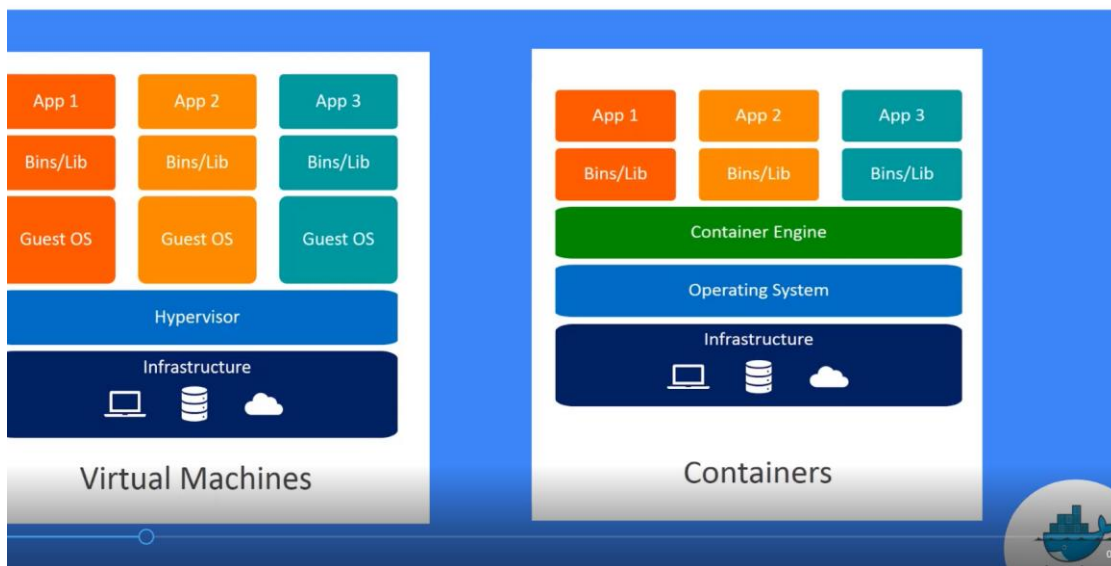 App 1 App 2 App 3
Bins/Lib Bins/Lib Bins/Lib
Guest OS Guest OS Guest OS
Hypervisor
Infrastructure
Virtual Machines
App 1 App 2 App 3
Bins/Lib Bins/Lib Bins/Lib
Container Engine
Operating System
Infrastructure
Containers